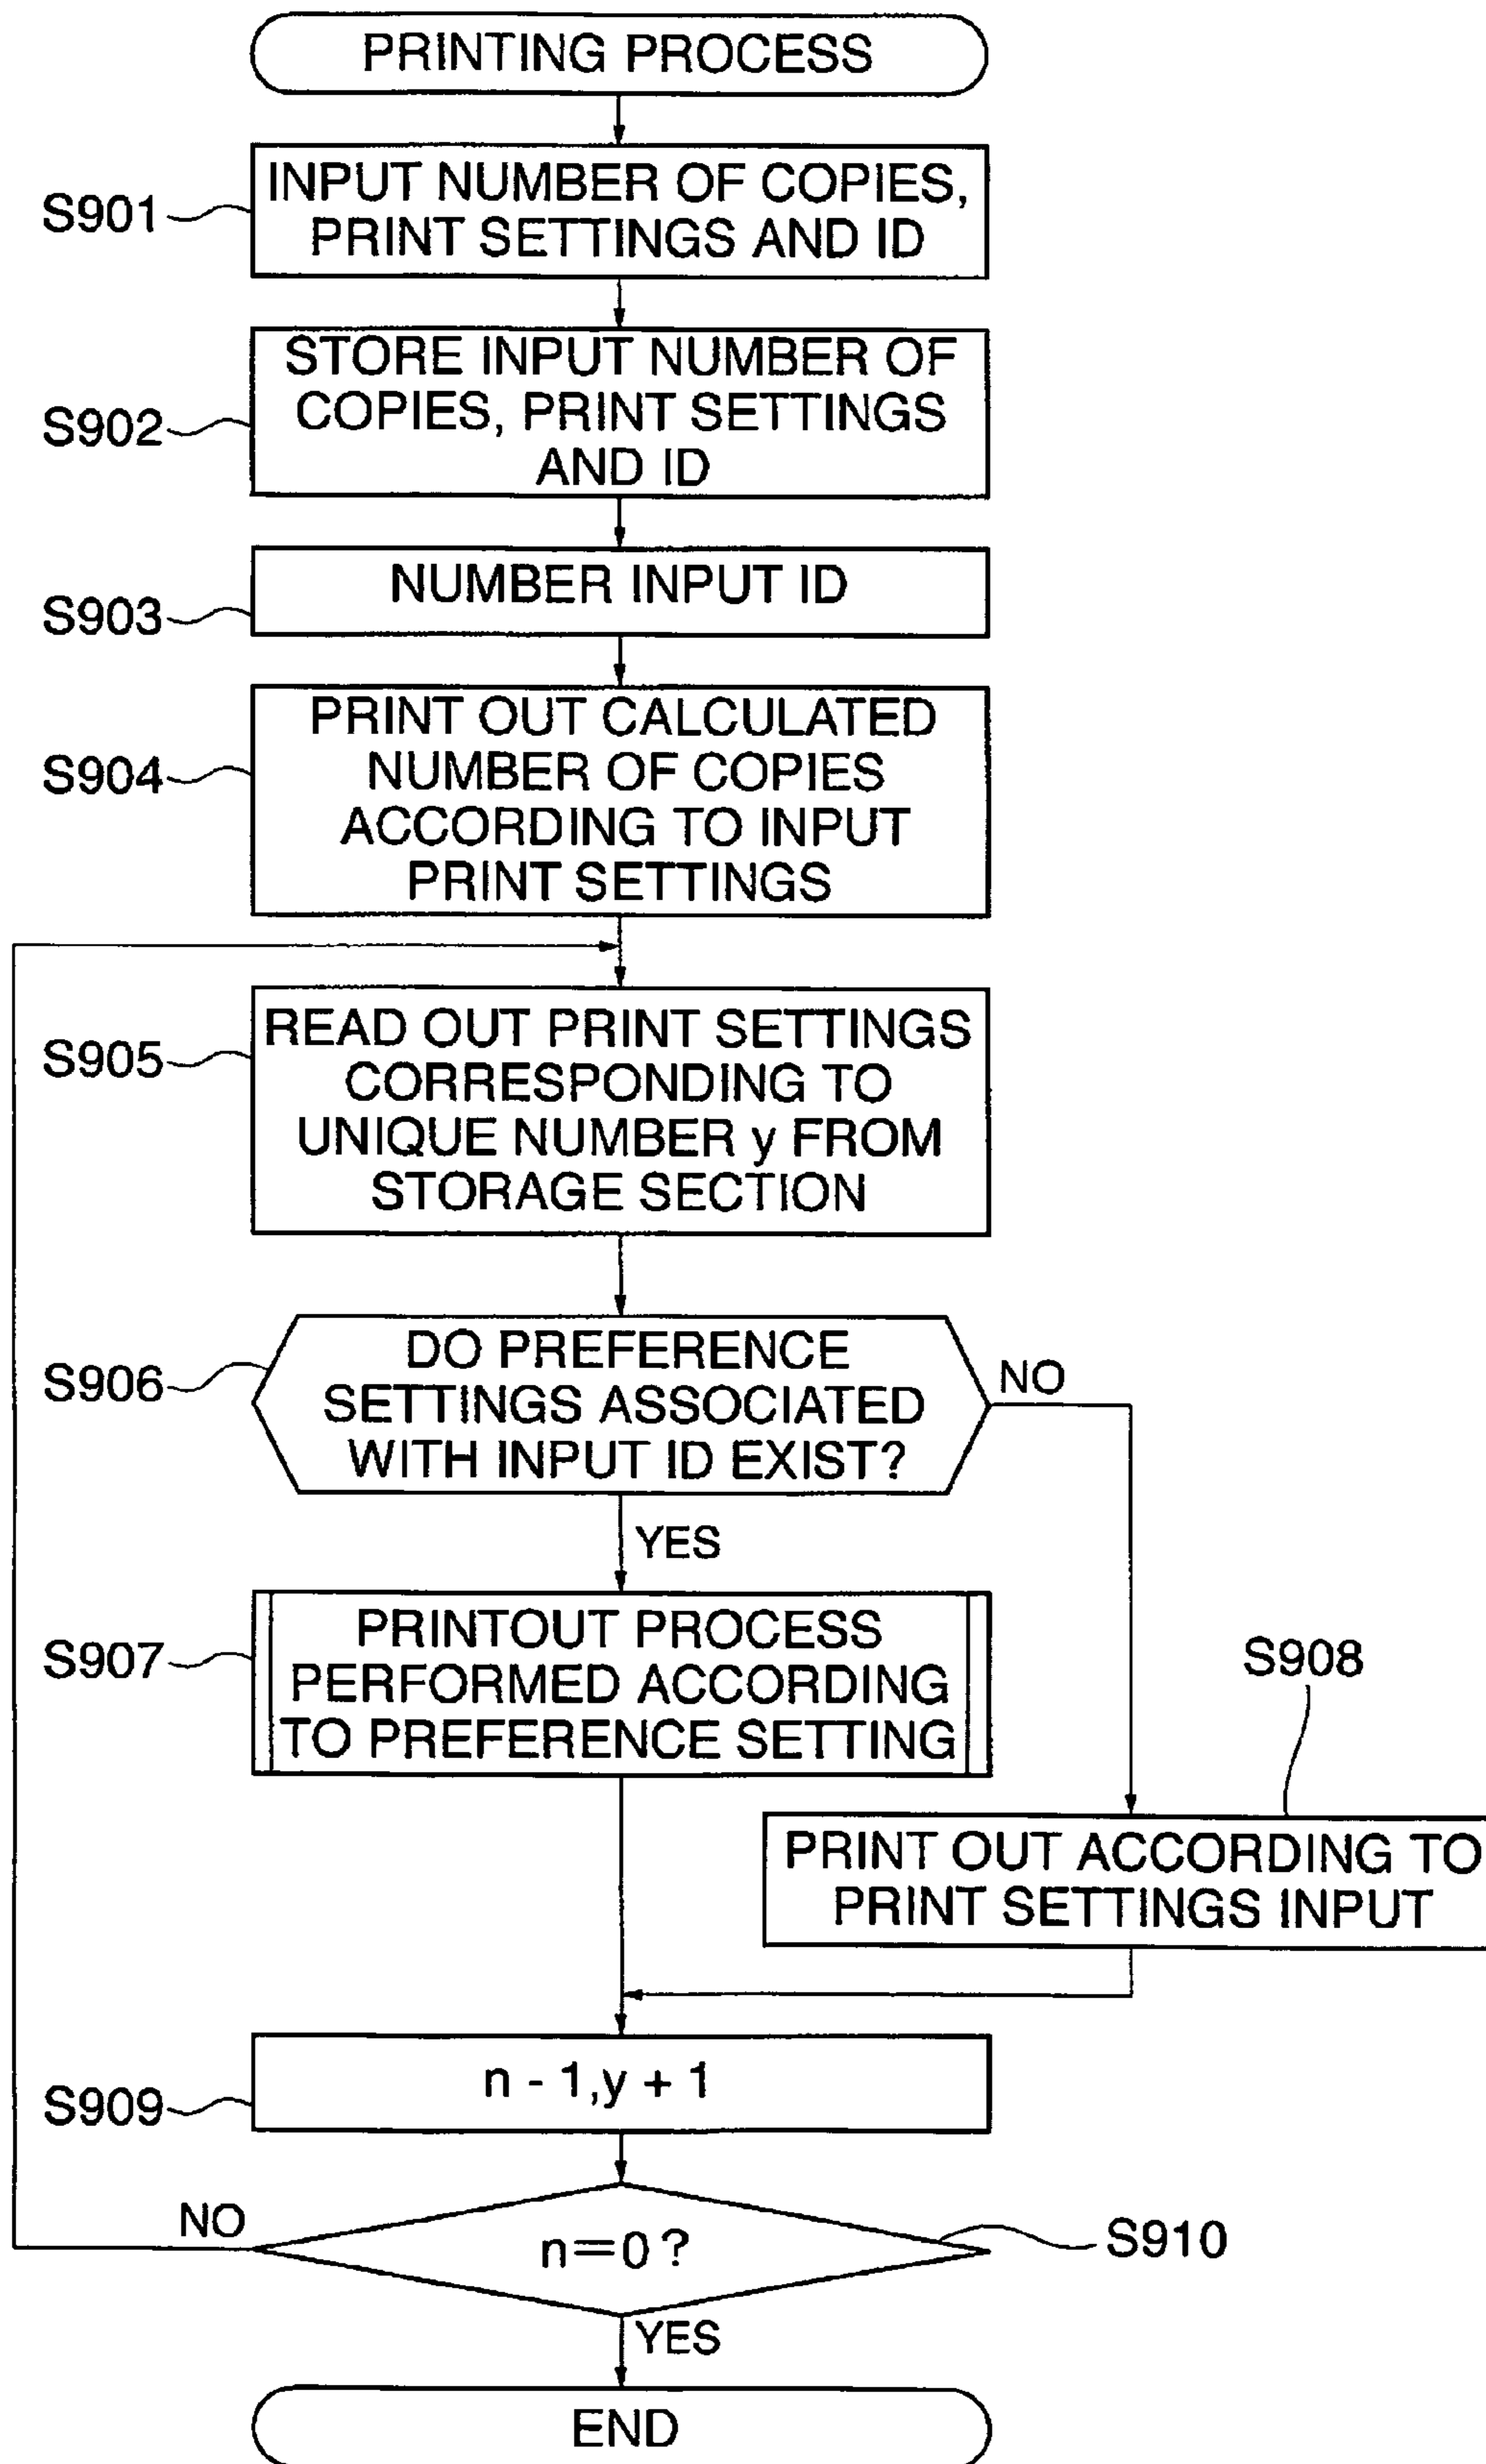 PRINTING PROCESS
S901
INPUT NUMBER OF COPIES,
PRINT SETTINGS AND ID
S902
STORE INPUT NUMBER OF
COPIES, PRINT SETTINGS
AND ID
S903
NUMBER INPUT ID
S904
PRINT OUT CALCULATED
NUMBER OF COPIES
ACCORDING TO INPUT
PRINT SETTINGS
S905
READ OUT PRINT SETTINGS
CORRESPONDING TO
UNIQUE NUMBER y FROM
STORAGE SECTION
S906
DO PREFERENCE
SETTINGS ASSOCIATED
WITH INPUT ID EXIST?
NO
YES
S907
PRINTOUT PROCESS
PERFORMED ACCORDING
TO PREFERENCE SETTING
S908
PRINT OUT ACCORDING TO
PRINT SETTINGS INPUT
S909
n - 1,y + 1
NO
n=0?
S910
YES
END